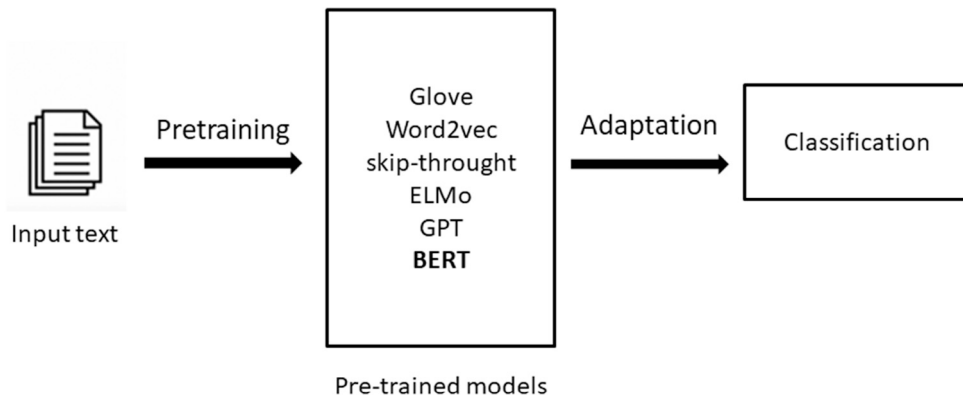 Input text
Pretraining
Glove
Word2vec
skip-throught
ELMo
GPT
BERT
Pre-trained models
Adaptation
Classification